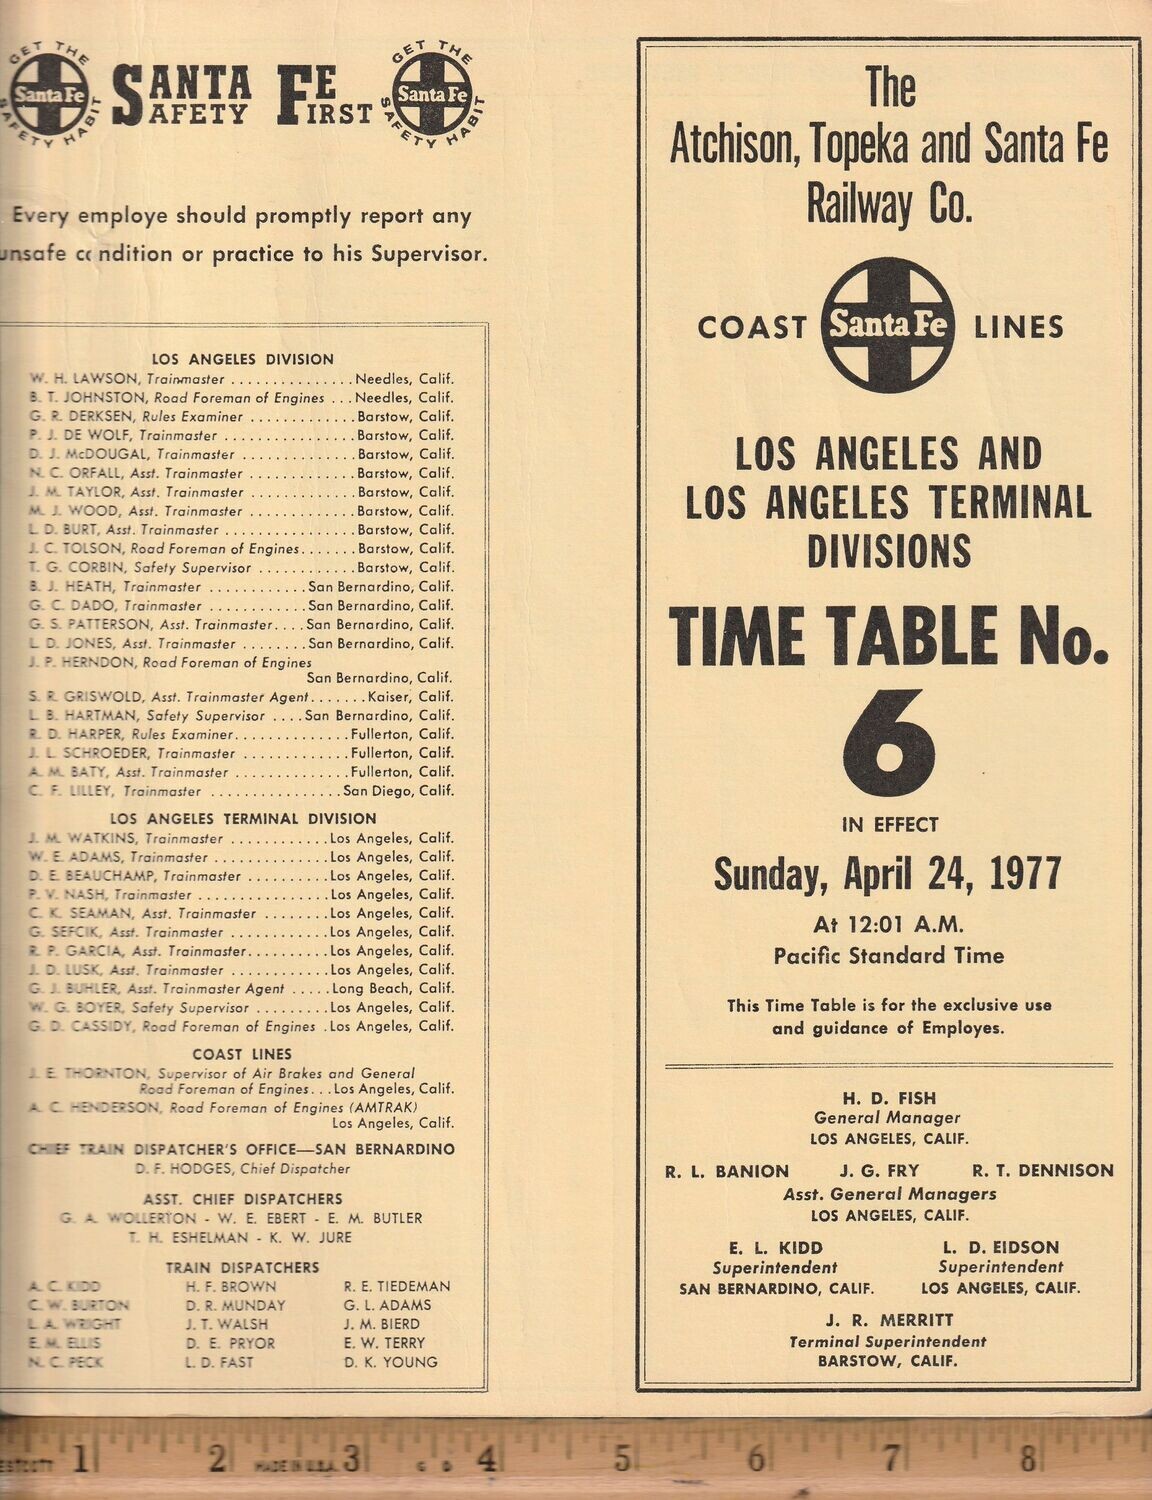 GET THE
Santa Fe
SAFETY HABIT
SANTA FE
SAFETY FIRST
GET THE
Santa Fe
SAFETY HABIT
Every employe should promptly report any
unsafe condition or practice to his Supervisor.
LOS ANGELES DIVISION
W. H. LAWSON, Trainmaster ............... Needles, Calif.
B. T. JOHNSTON, Road Foreman of Engines ... Needles, Calif.
G. R. DERKSEN, Rules Examiner ............. Barstow, Calif.
P. J. DE WOLF, Trainmaster ................ Barstow, Calif.
D. J. McDOUGAL, Trainmaster .............. Barstow, Calif.
N. C. ORFALL, Asst. Trainmaster ............. Barstow, Calif.
J. M. TAYLOR, Asst. Trainmaster ............. Barstow, Calif.
M. J. WOOD, Asst. Trainmaster ............. Barstow, Calif.
L. D. BURT, Asst. Trainmaster ................ Barstow, Calif.
J. C. TOLSON, Road Foreman of Engines....... Barstow, Calif.
T. G. CORBIN, Safety Supervisor ............ Barstow, Calif.
B. J. HEATH, Trainmaster ............ San Bernardino, Calif.
G. C. DADO, Trainmaster ............ San Bernardino, Calif.
G. S. PATTERSON, Asst. Trainmaster.... San Bernardino, Calif.
L. D. JONES, Asst. Trainmaster ........ San Bernardino, Calif.
J. P. HERNDON, Road Foreman of Engines
San Bernardino, Calif.
S. R. GRISWOLD, Asst. Trainmaster Agent....... Kaiser, Calif.
L. B. HARTMAN, Safety Supervisor .... San Bernardino, Calif.
R. D. HARPER, Rules Examiner.............. Fullerton, Calif.
J. L. SCHROEDER, Trainmaster .............. Fullerton, Calif.
A. M. BATY, Asst. Trainmaster .............. Fullerton, Calif.
C. F. LILLEY, Trainmaster ................ San Diego, Calif.
LOS ANGELES TERMINAL DIVISION
J. M. WATKINS, Trainmaster ............ Los Angeles, Calif.
W. E. ADAMS, Trainmaster .............. Los Angeles, Calif.
D. E. BEAUCHAMP, Trainmaster .......... Los Angeles, Calif.
P. V. NASH, Trainmaster ................ Los Angeles, Calif.
C. K. SEAMAN, Asst. Trainmaster ........ Los Angeles, Calif.
G. SEFCIK, Asst. Trainmaster ............ Los Angeles, Calif.
R. P. GARCIA, Asst. Trainmaster.......... Los Angeles, Calif.
J. D. LUSK, Asst. Trainmaster ............ Los Angeles, Calif.
G. J. BUHLER, Asst. Trainmaster Agent ..... Long Beach, Calif.
W. G. BOYER, Safety Supervisor ......... Los Angeles, Calif.
G. D. CASSIDY, Road Foreman of Engines . Los Angeles, Calif.
COAST LINES
J. E. THORNTON, Supervisor of Air Brakes and General
Road Foreman of Engines... Los Angeles, Calif.
A. C. HENDERSON, Road Foreman of Engines (AMTRAK)
Los Angeles, Calif.
CHIEF TRAIN DISPATCHER'S OFFICE—SAN BERNARDINO
D. F. HODGES, Chief Dispatcher
ASST. CHIEF DISPATCHERS
G. A. WOLLERTON - W. E. EBERT - E. M. BUTLER
T. H. ESHELMAN - K. W. JURE
TRAIN DISPATCHERS
A. C. KIDD H. F. BROWN R. E. TIEDEMAN
C. W. BURTON D. R. MUNDAY G. L. ADAMS
L. A. WRIGHT J. T. WALSH J. M. BIERD
E. M. ELLIS D. E. PRYOR E. W. TERRY
N. C. PECK L. D. FAST D. K. YOUNG
The
Atchison, Topeka and Santa Fe
Railway Co.
COAST Santa Fe LINES
LOS ANGELES AND
LOS ANGELES TERMINAL
DIVISIONS
TIME TABLE No.
6
IN EFFECT
Sunday, April 24, 1977
At 12:01 A.M.
Pacific Standard Time
This Time Table is for the exclusive use
and guidance of Employes.
H. D. FISH
General Manager
LOS ANGELES, CALIF.
R. L. BANION J. G. FRY R. T. DENNISON
Asst. General Managers
LOS ANGELES, CALIF.
E. L. KIDD L. D. EIDSON
Superintendent Superintendent
SAN BERNARDINO, CALIF. LOS ANGELES, CALIF.
J. R. MERRITT
Terminal Superintendent
BARSTOW, CALIF.
1 2 MADE IN U.S.A. 3 4 5 6 7 8